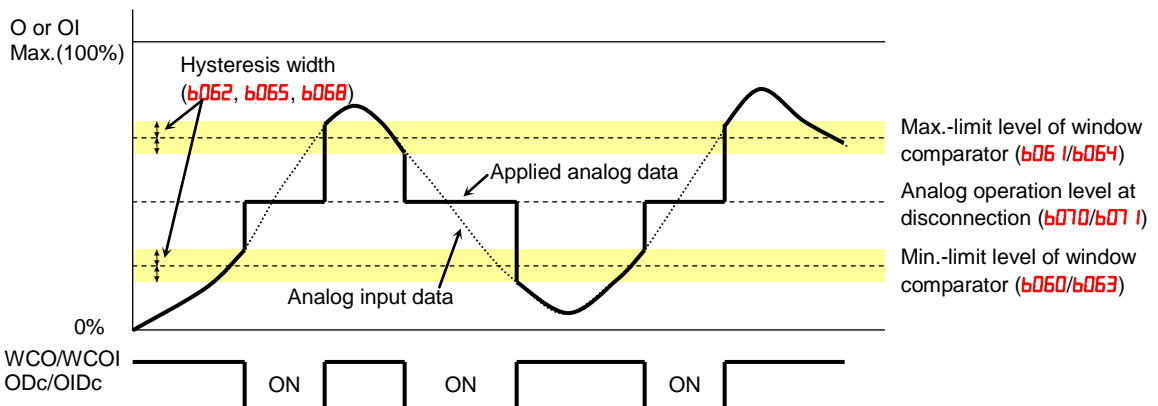 O or OI
Max.(100%)
Hysteresis width
(b062, b065, b068)
Max.-limit level of window
comparator (b061/b064)
Applied analog data
Analog operation level at
disconnection (b070/b071)
Min.-limit level of window
comparator (b060/b063)
Analog input data
0%
WCO/WCOI
ODc/OIDc
ON
ON
ON